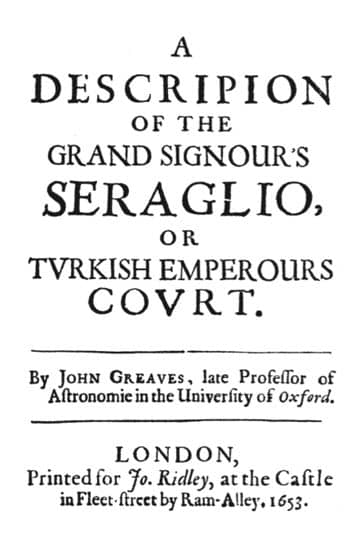 A
DESCRIPION
OF THE
GRAND SIGNOUR'S
SERAGLIO,
OR
TVRKISH EMPEROURS
COVRT.
By JOHN GREAVES, late Profeſſor of
Aſtronomie in the Univerſity of Oxford.
LONDON,
Printed for Jo. Ridley, at the Caſtle
in Fleet-ſtreet by Ram-Alley. 1653.